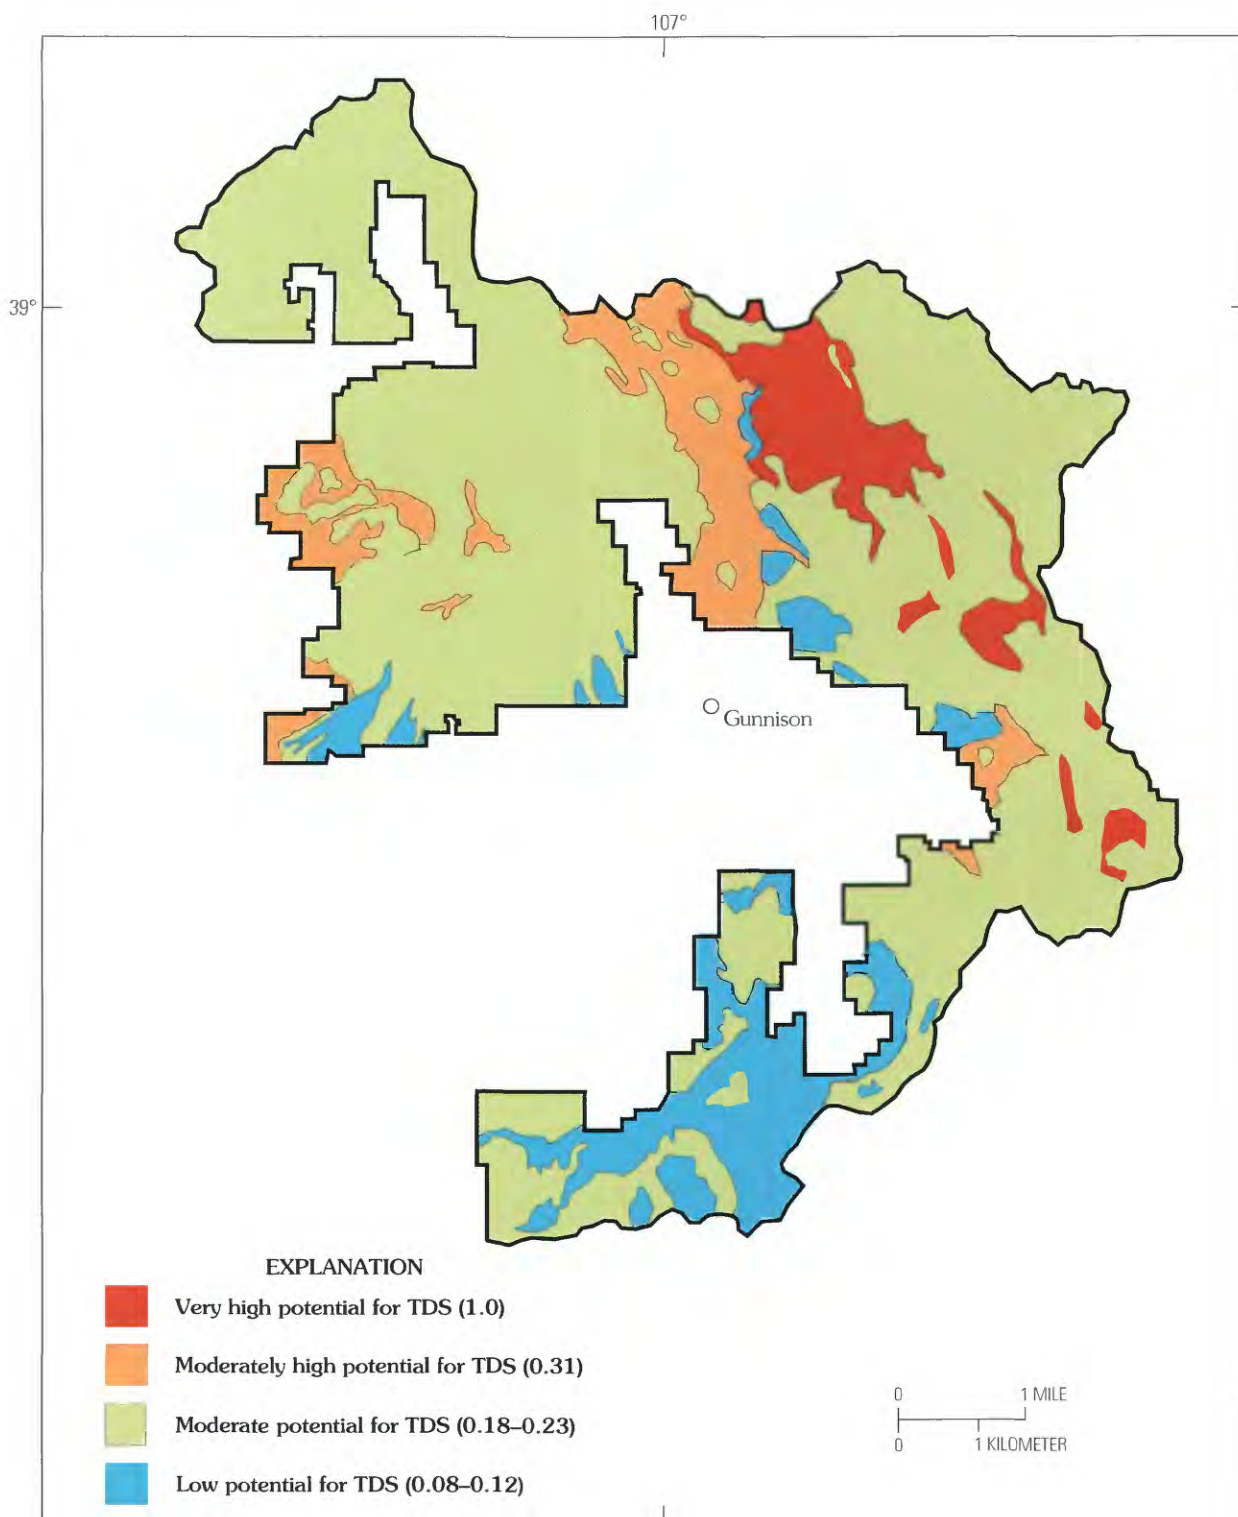 107°
39°
Gunnison
EXPLANATION
Very high potential for TDS (1.0)
Moderately high potential for TDS (0.31)
Moderate potential for TDS (0.18–0.23)
Low potential for TDS (0.08–0.12)
0 1 MILE
0 1 KILOMETER